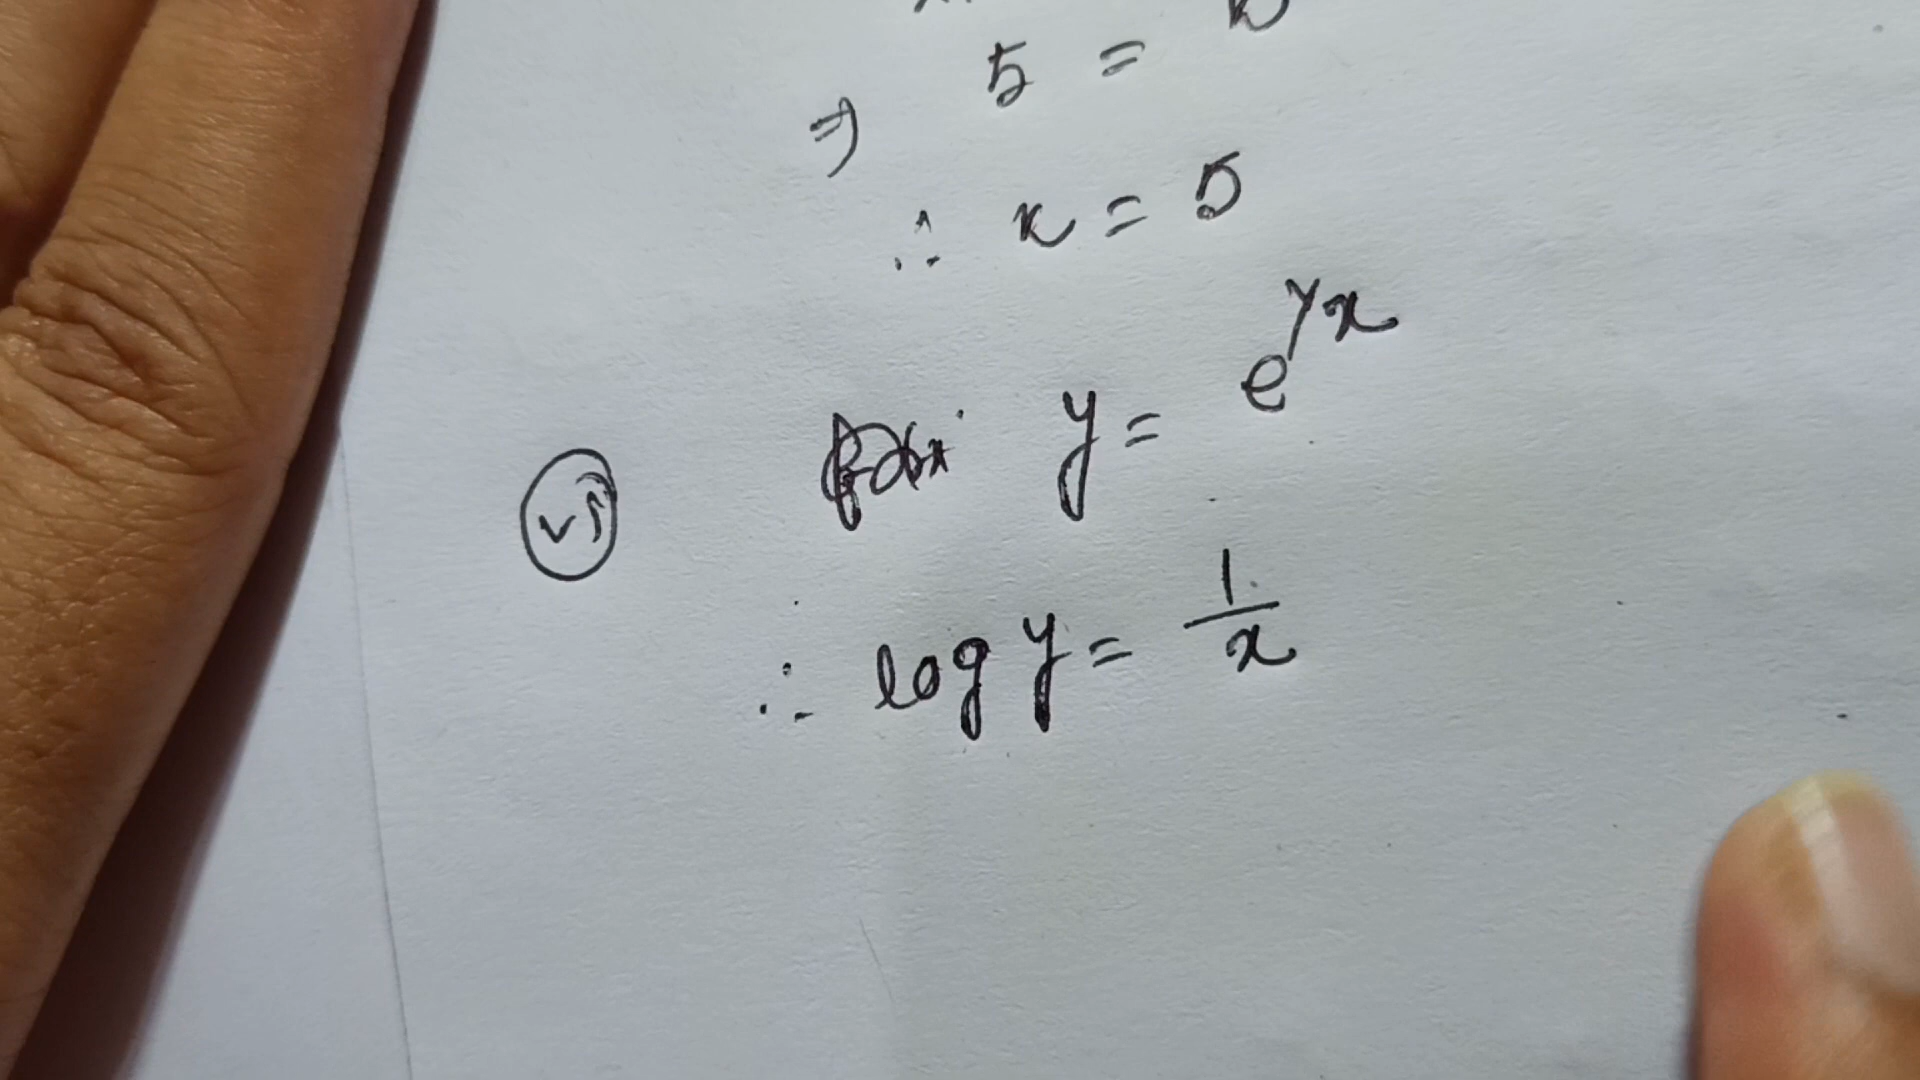 ⇒ 5 =
∴ x = 5
vi y = e^1/x
∴ log y = 1/x